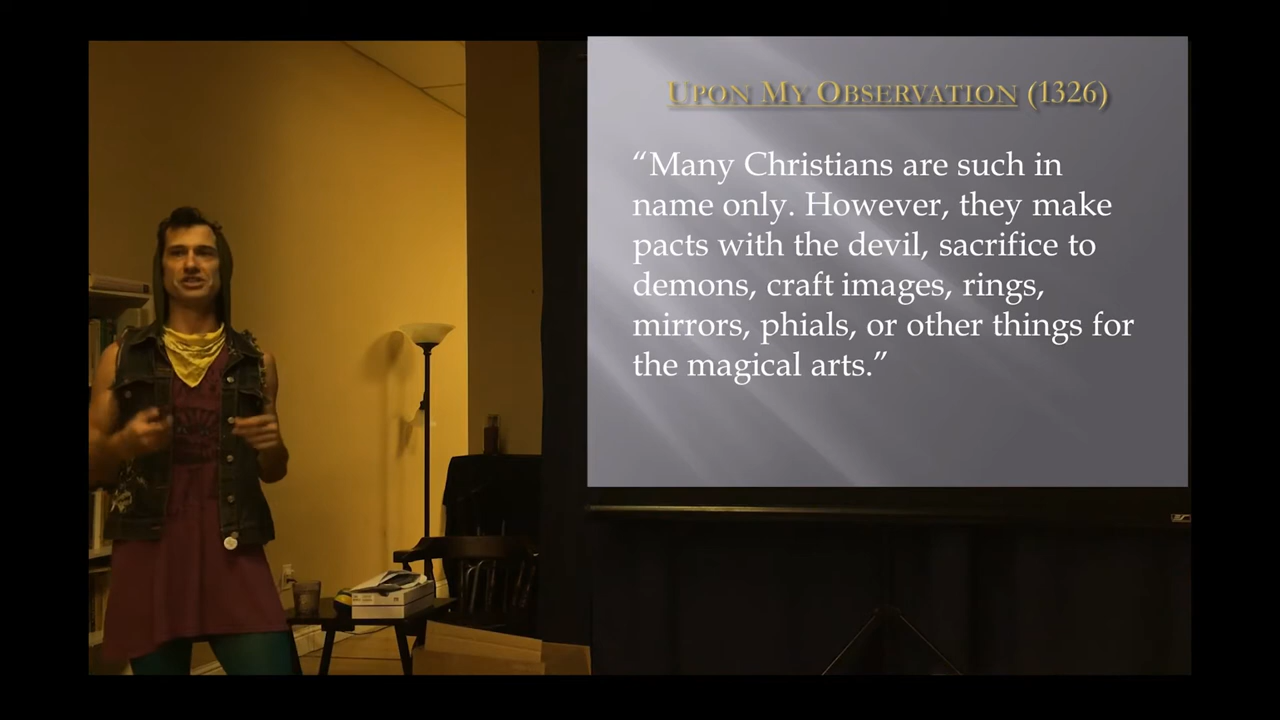 UPON MY OBSERVATION (1326)
“Many Christians are such in
name only. However, they make
pacts with the devil, sacrifice to
demons, craft images, rings,
mirrors, phials, or other things for
the magical arts.”